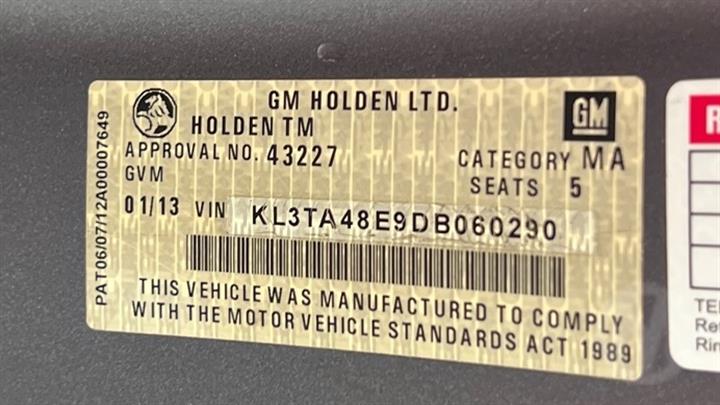 GM HOLDEN LTD.
HOLDEN TM
GM
APPROVAL NO. 43227
CATEGORY MA
GVM
SEATS 5
01/13 VIN KL3TA48E9DB060290
THIS VEHICLE WAS MANUFACTURED TO COMPLY
WITH THE MOTOR VEHICLE STANDARDS ACT 1989
PAT06/07/12A00007649
R